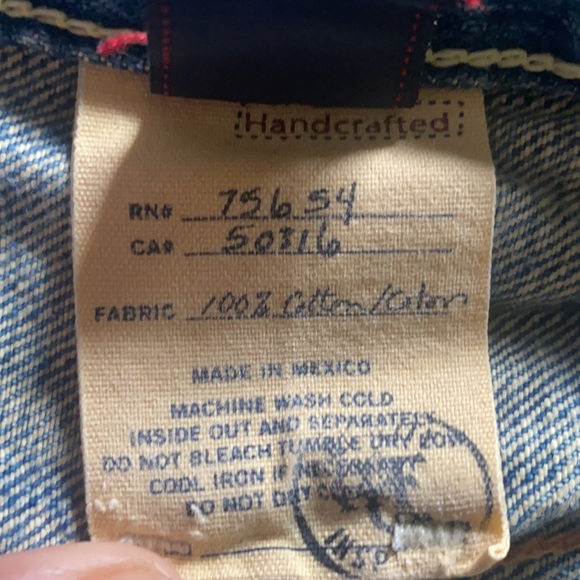 Handcrafted
RN# 75654
CA# 50816
FABRIC 100% Cotton/Coton
MADE IN MEXICO
MACHINE WASH COLD
INSIDE OUT AND SEPARATELY
DO NOT BLEACH TUMBLE DRY LOW
COOL IRON IF NECESSARY
DO NOT DRY CLEAN